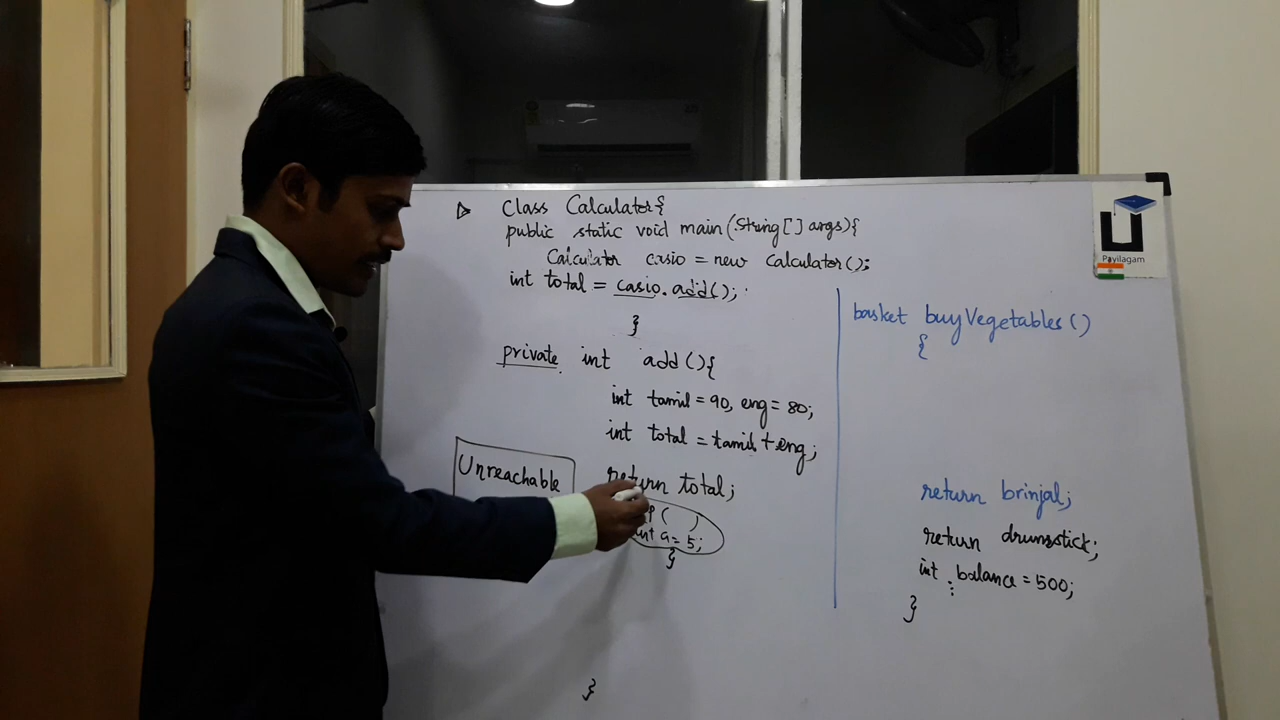 Class Calculator{
public static void main(String[] args){
Calculator casio = new calculator();
int total = casio.add();
}
private int add(){
int tamil = 90, eng = 80;
int total = tamil + eng;
Unreachable
return total;
( )
int a = 5;
}
}
basket buyVegetables()
{
return brinjal;
return drumstick;
int balance = 500;
}
Payilagam